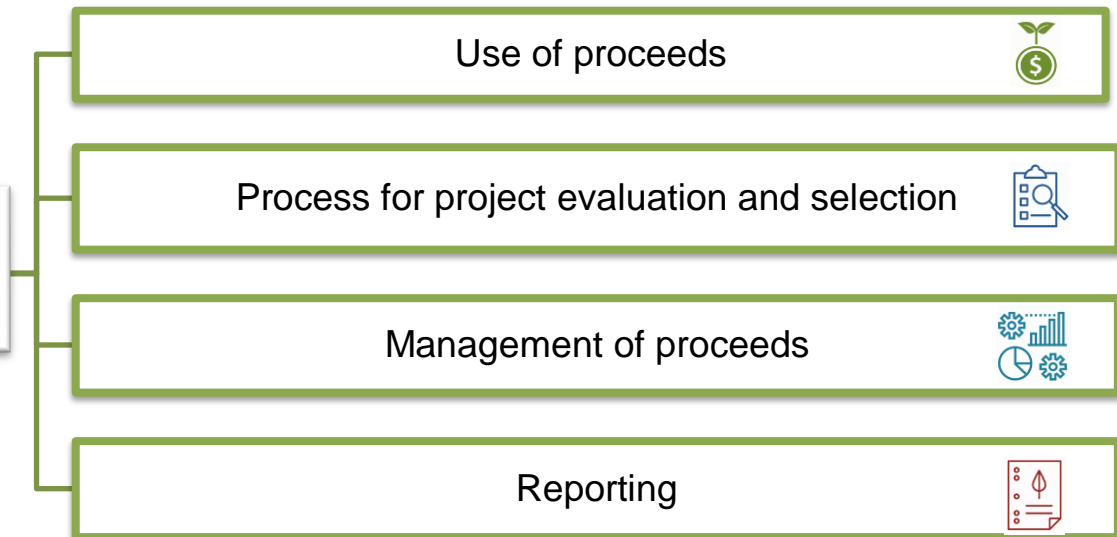 Use of proceeds
Process for project evaluation and selection
Management of proceeds
Reporting